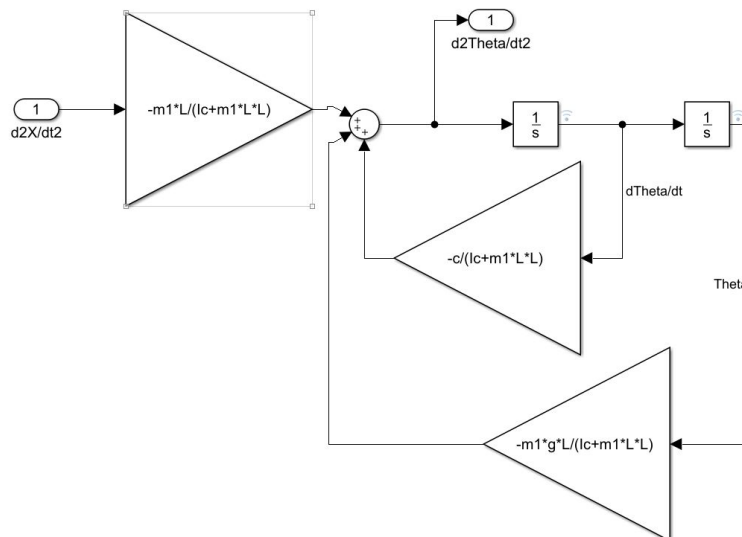 1
d2Theta/dt2
-m1*L/(Ic+m1*L*L)
1
d2X/dt2
+
+
+
1
s
1
s
dTheta/dt
-c/(Ic+m1*L*L)
Theta
-m1*g*L/(Ic+m1*L*L)